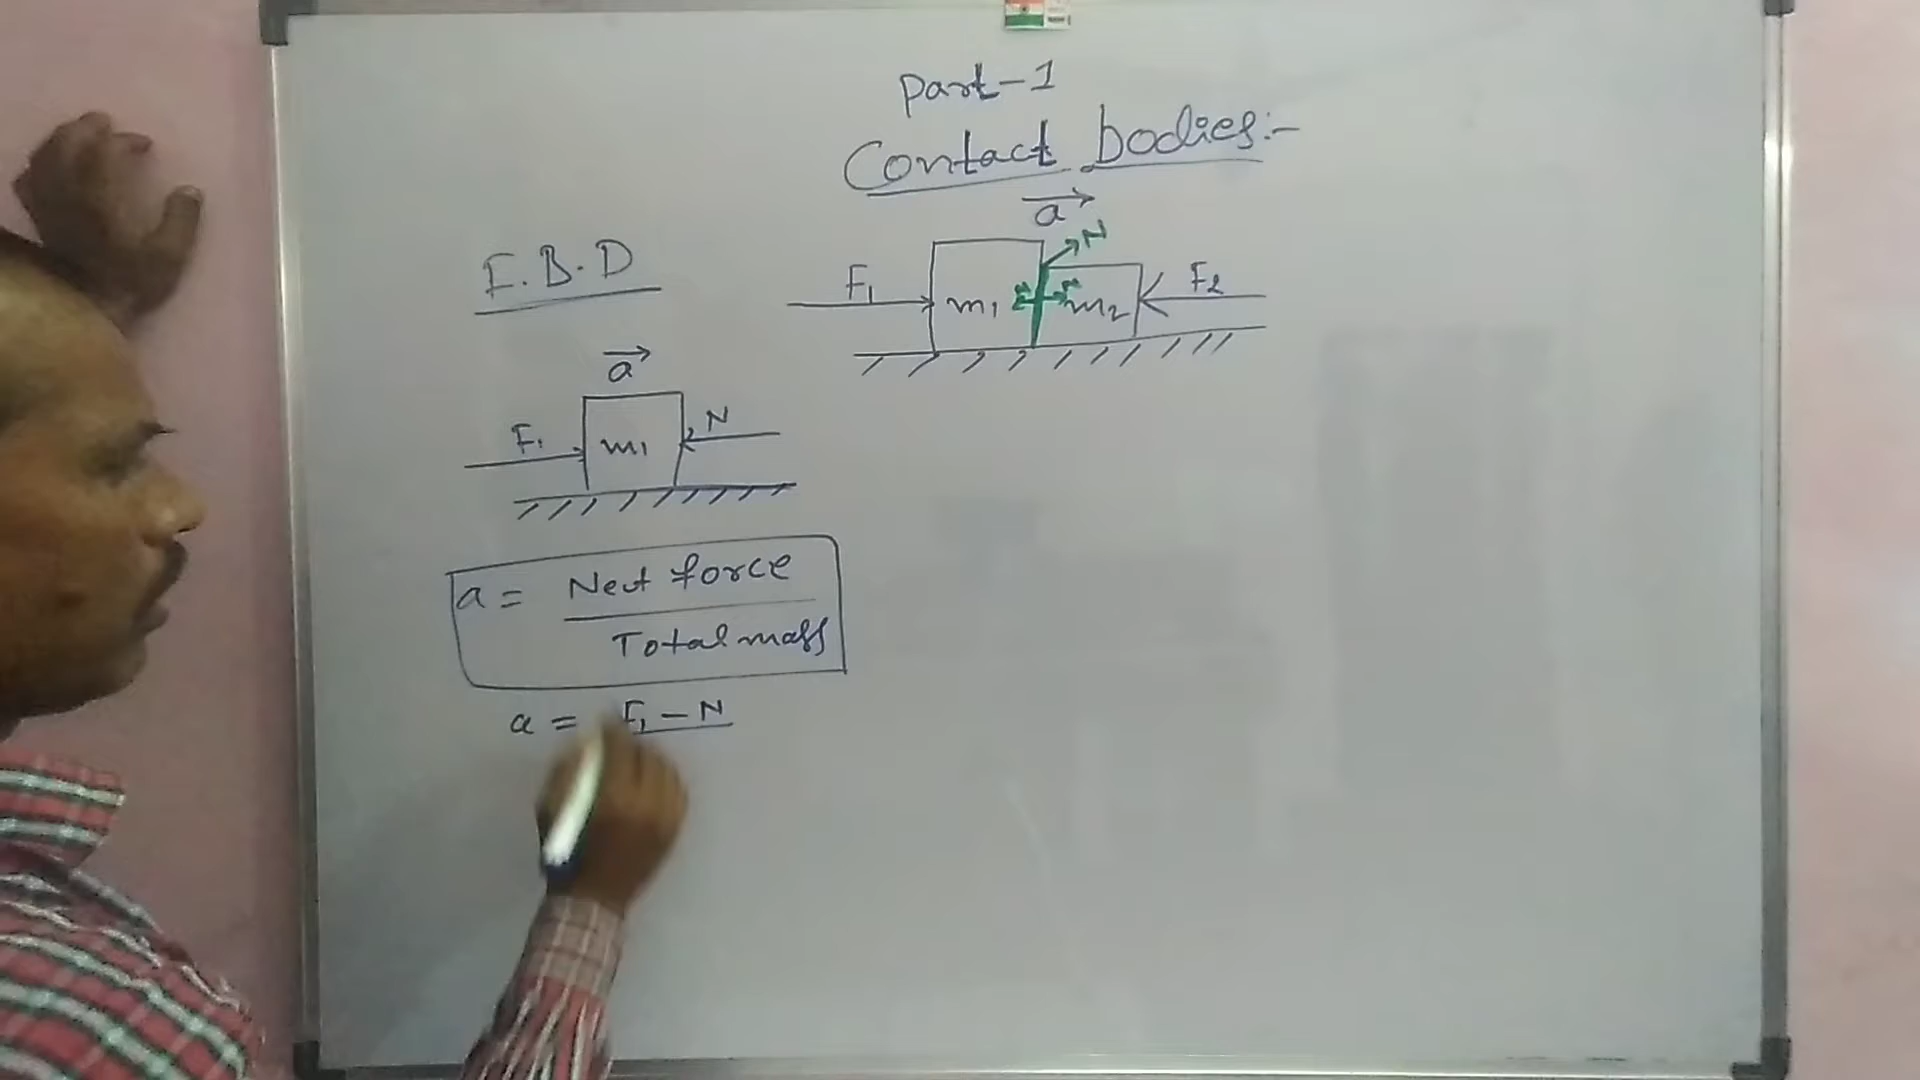 Part-1
Contact bodies:-
a
N
F1 m1 m2 F2
F.B.D
a
F1 m1 N
a = Net force
Total mass
a = F1 - N